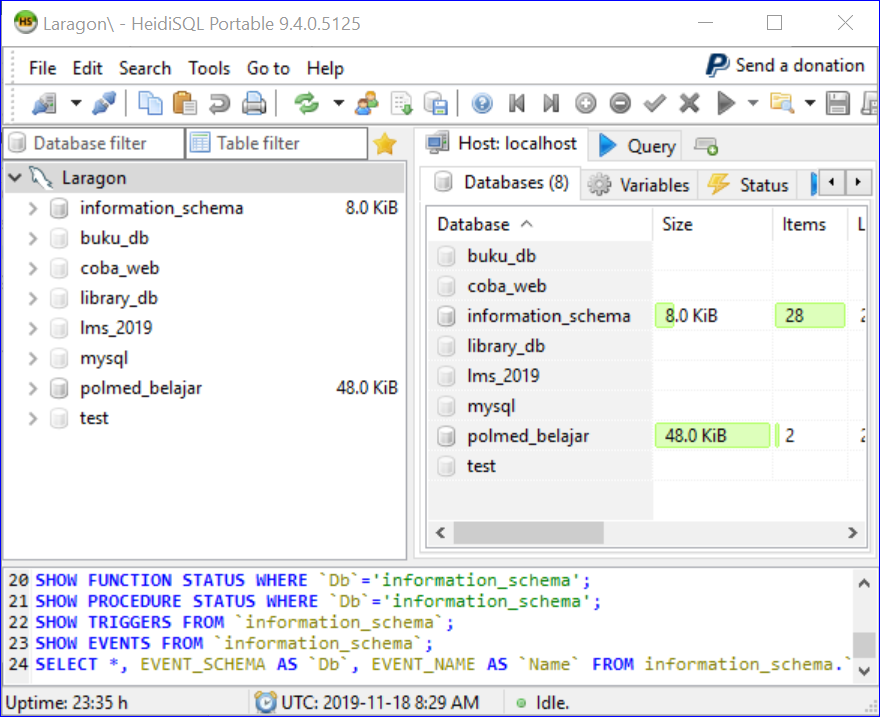 Laragon\ - HeidiSQL Portable 9.4.0.5125
File Edit Search Tools Go to Help
Send a donation
Database filter
Table filter
Laragon
information_schema 8.0 KiB
buku_db
coba_web
library_db
lms_2019
mysql
polmed_belajar 48.0 KiB
test
Host: localhost
Query
Databases (8)
Variables
Status
Database Size Items L
buku_db
coba_web
information_schema 8.0 KiB 28
library_db
lms_2019
mysql
polmed_belajar 48.0 KiB 2
test
20 SHOW FUNCTION STATUS WHERE `Db`='information_schema';
21 SHOW PROCEDURE STATUS WHERE `Db`='information_schema';
22 SHOW TRIGGERS FROM `information_schema`;
23 SHOW EVENTS FROM `information_schema`;
24 SELECT *, EVENT_SCHEMA AS `Db`, EVENT_NAME AS `Name` FROM information_schema.`
Uptime: 23:35 h
UTC: 2019-11-18 8:29 AM
Idle.